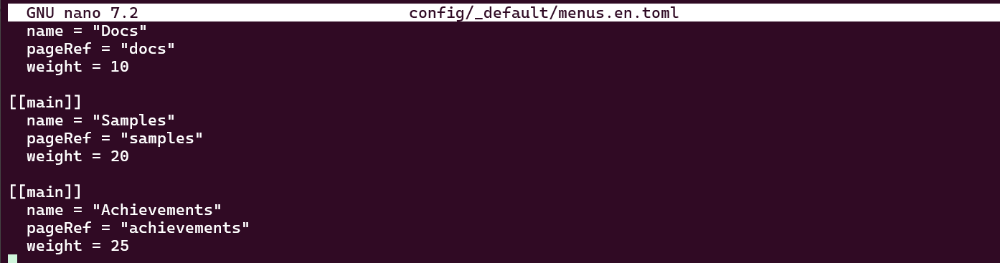 GNU nano 7.2 config/_default/menus.en.toml
name = "Docs"
pageRef = "docs"
weight = 10
[[main]]
name = "Samples"
pageRef = "samples"
weight = 20
[[main]]
name = "Achievements"
pageRef = "achievements"
weight = 25